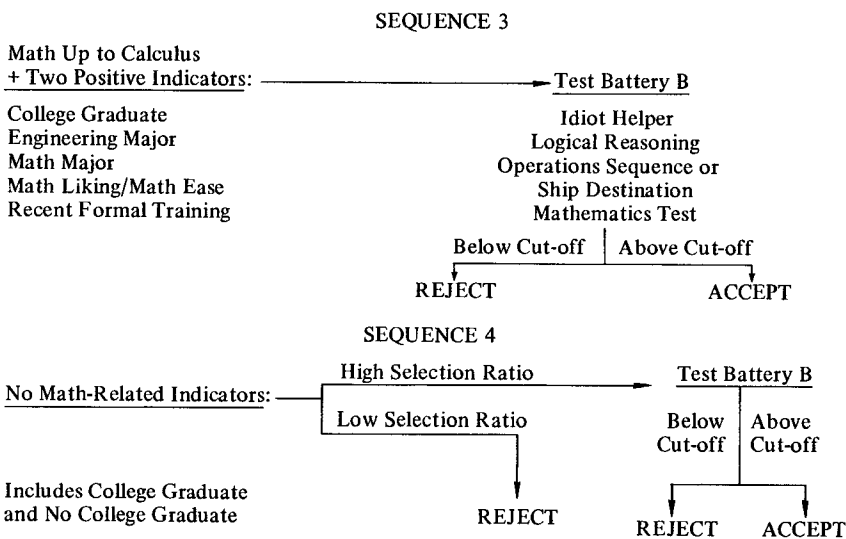 SEQUENCE 3
Math Up to Calculus
+ Two Positive Indicators:
College Graduate
Engineering Major
Math Major
Math Liking/Math Ease
Recent Formal Training
Test Battery B
Idiot Helper
Logical Reasoning
Operations Sequence or
Ship Destination
Mathematics Test
Below Cut-off
Above Cut-off
REJECT
ACCEPT
SEQUENCE 4
No Math-Related Indicators:
High Selection Ratio
Low Selection Ratio
Includes College Graduate
and No College Graduate
REJECT
Test Battery B
Below
Cut-off
Above
Cut-off
REJECT
ACCEPT